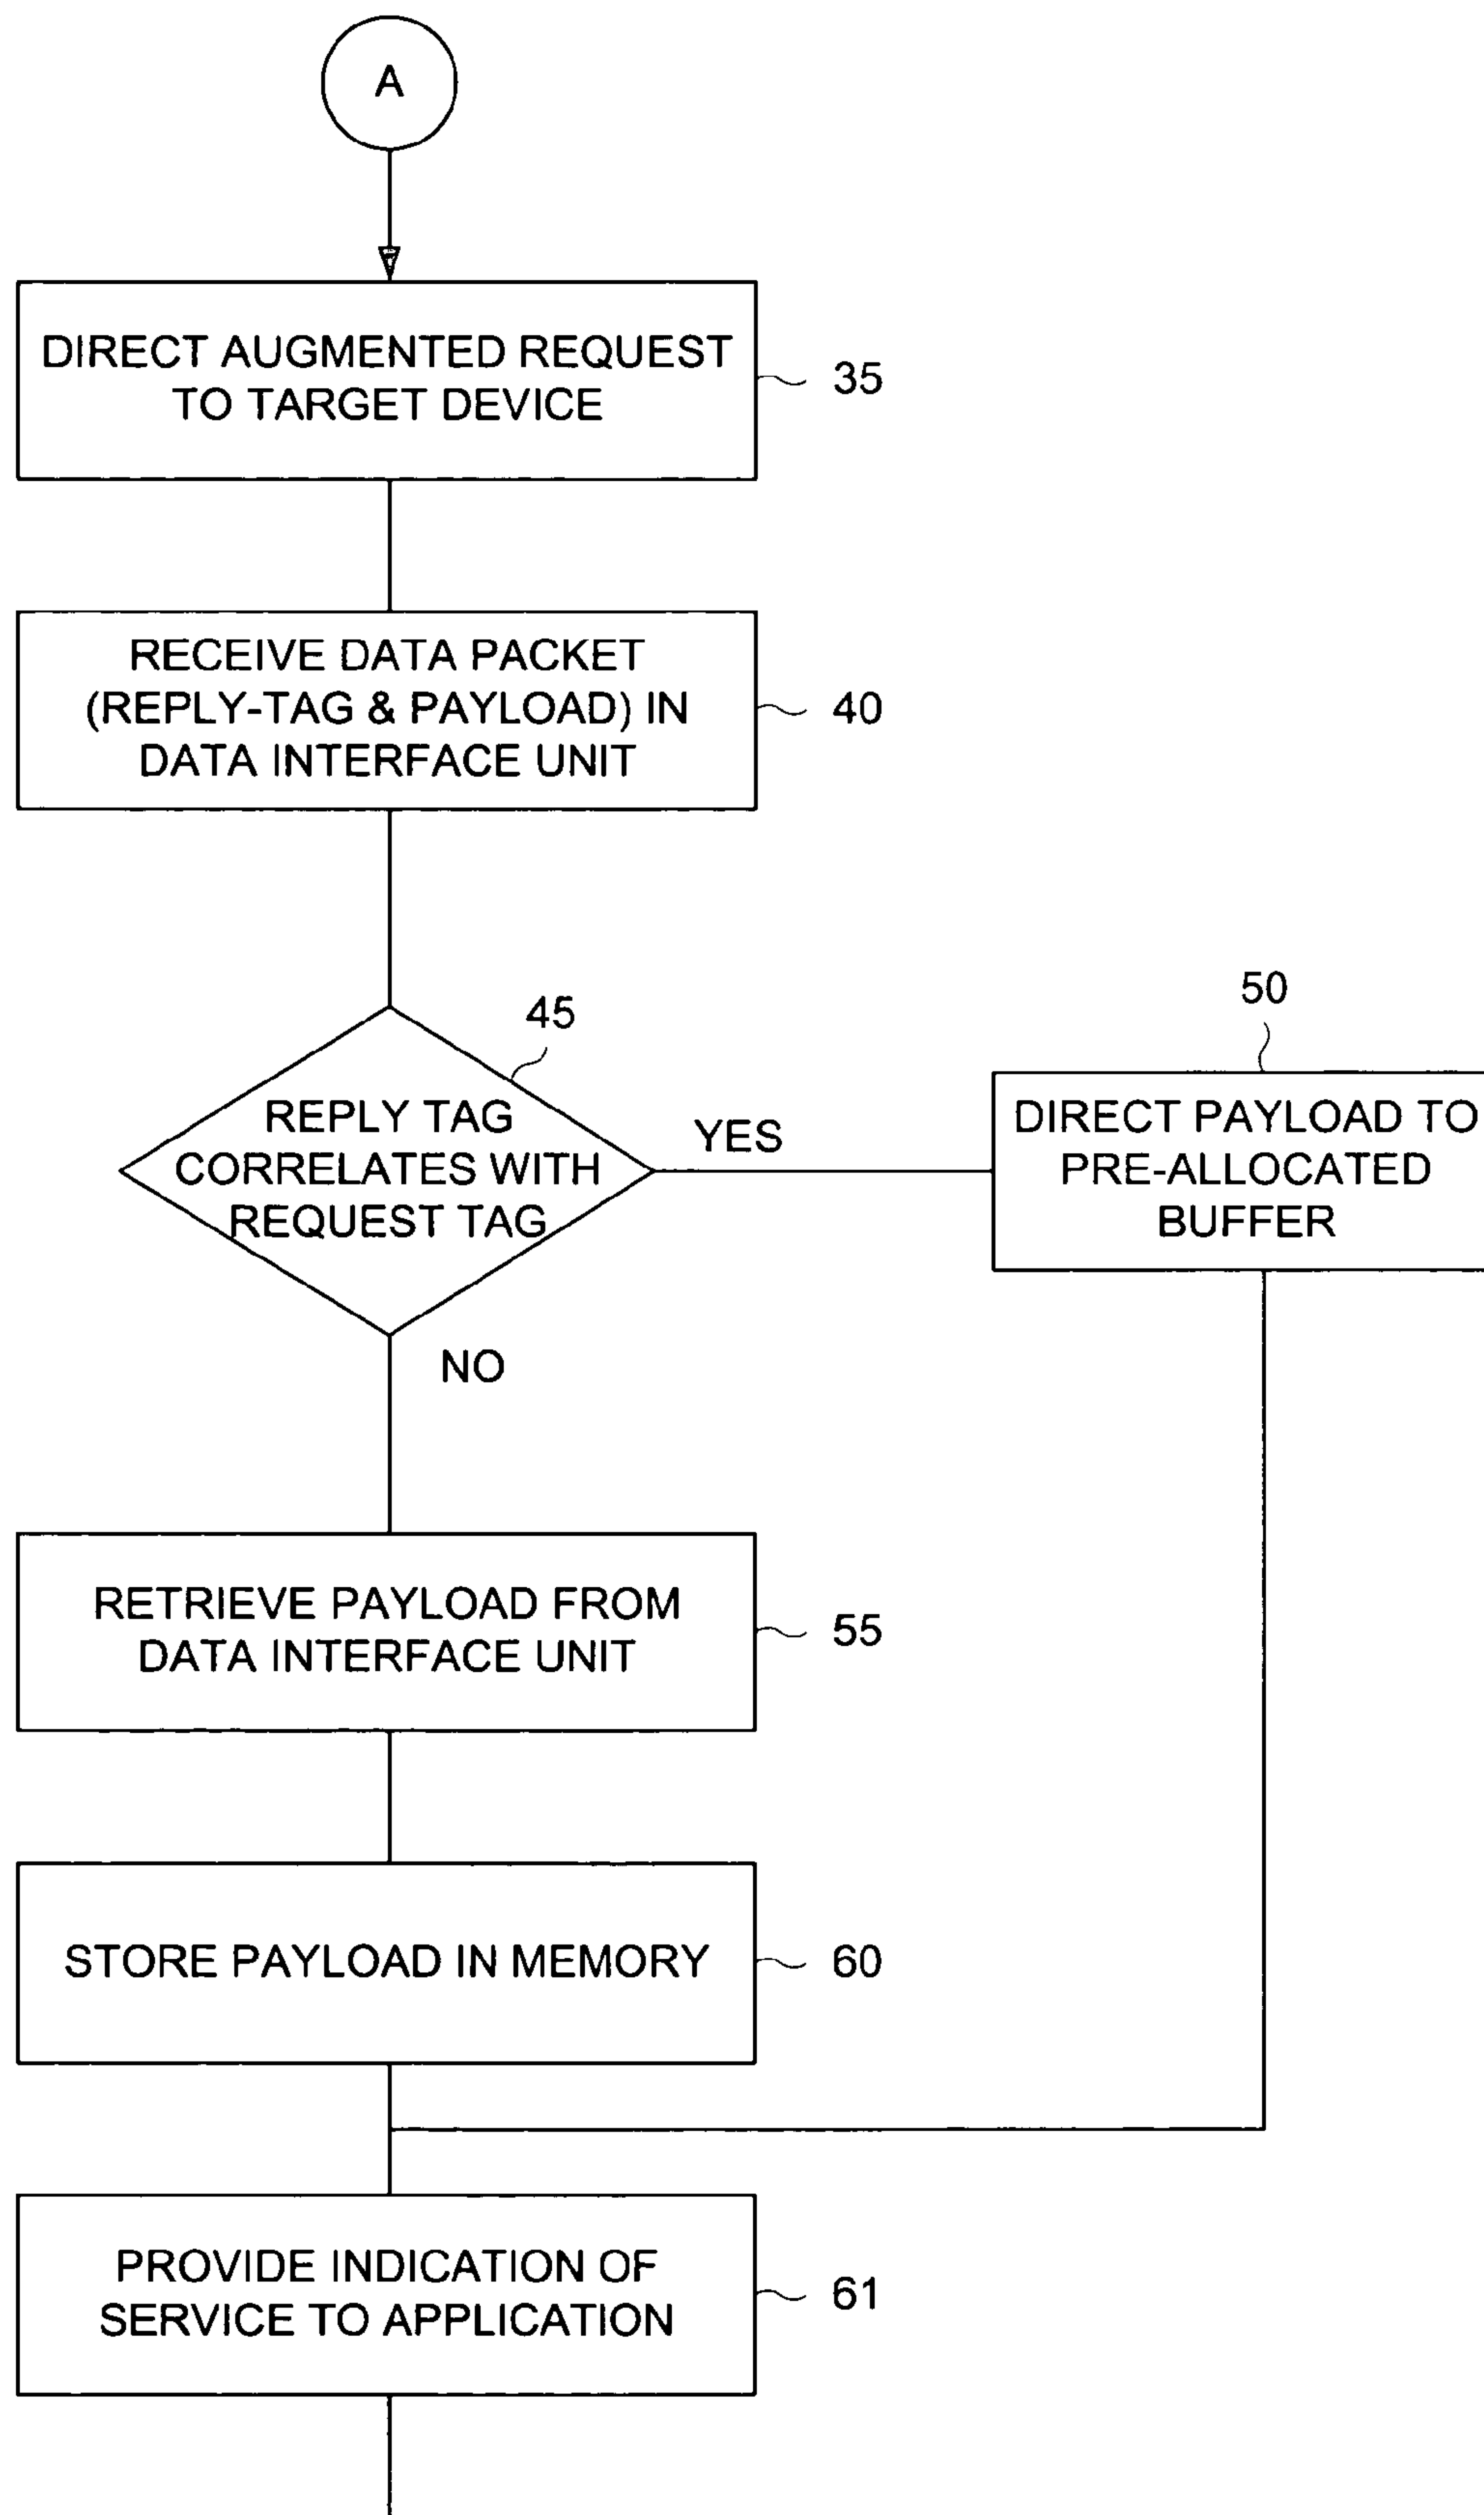 A
DIRECT AUGMENTED REQUEST
TO TARGET DEVICE
35
RECEIVE DATA PACKET
(REPLY-TAG & PAYLOAD) IN
DATA INTERFACE UNIT
40
45
REPLY TAG
CORRELATES WITH
REQUEST TAG
YES
50
DIRECT PAYLOAD TO
PRE-ALLOCATED
BUFFER
NO
RETRIEVE PAYLOAD FROM
DATA INTERFACE UNIT
55
STORE PAYLOAD IN MEMORY
60
PROVIDE INDICATION OF
SERVICE TO APPLICATION
61